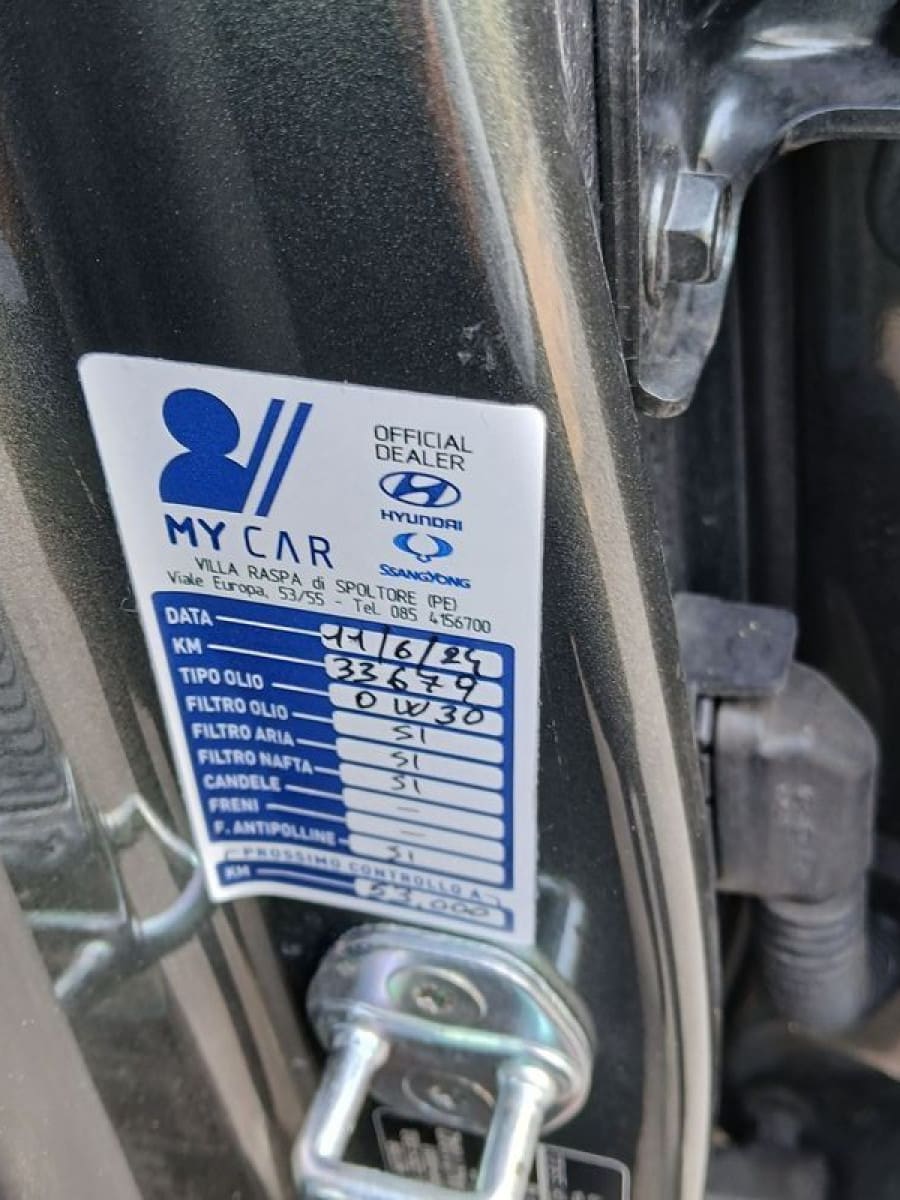 MY CAR
OFFICIAL
DEALER
HYUNDAI
SSANGYONG
VILLA RASPA di SPOLTORE (PE)
Viale Europa, 53/55 - Tel. 085 4156700
DATA 11/6/24
KM 33679
TIPO OLIO 0W30
FILTRO OLIO SI
FILTRO ARIA SI
FILTRO NAFTA SI
CANDELE —
FRENI —
F. ANTIPOLLINE SI
PROSSIMO CONTROLLO A
KM 53,000